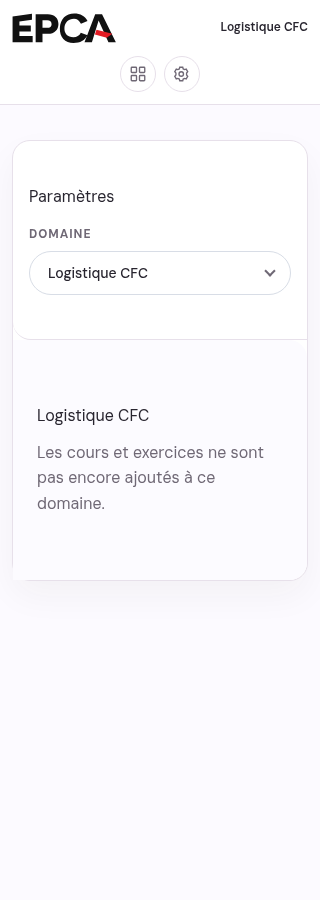 EPCA
Logistique CFC
Paramètres
DOMAINE
Logistique CFC
Logistique CFC
Les cours et exercices ne sont
pas encore ajoutés à ce
domaine.